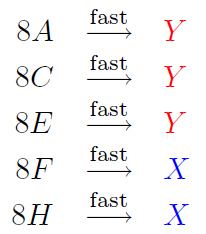 8A fast⟶ Y
8C fast⟶ Y
8E fast⟶ Y
8F fast⟶ X
8H fast⟶ X